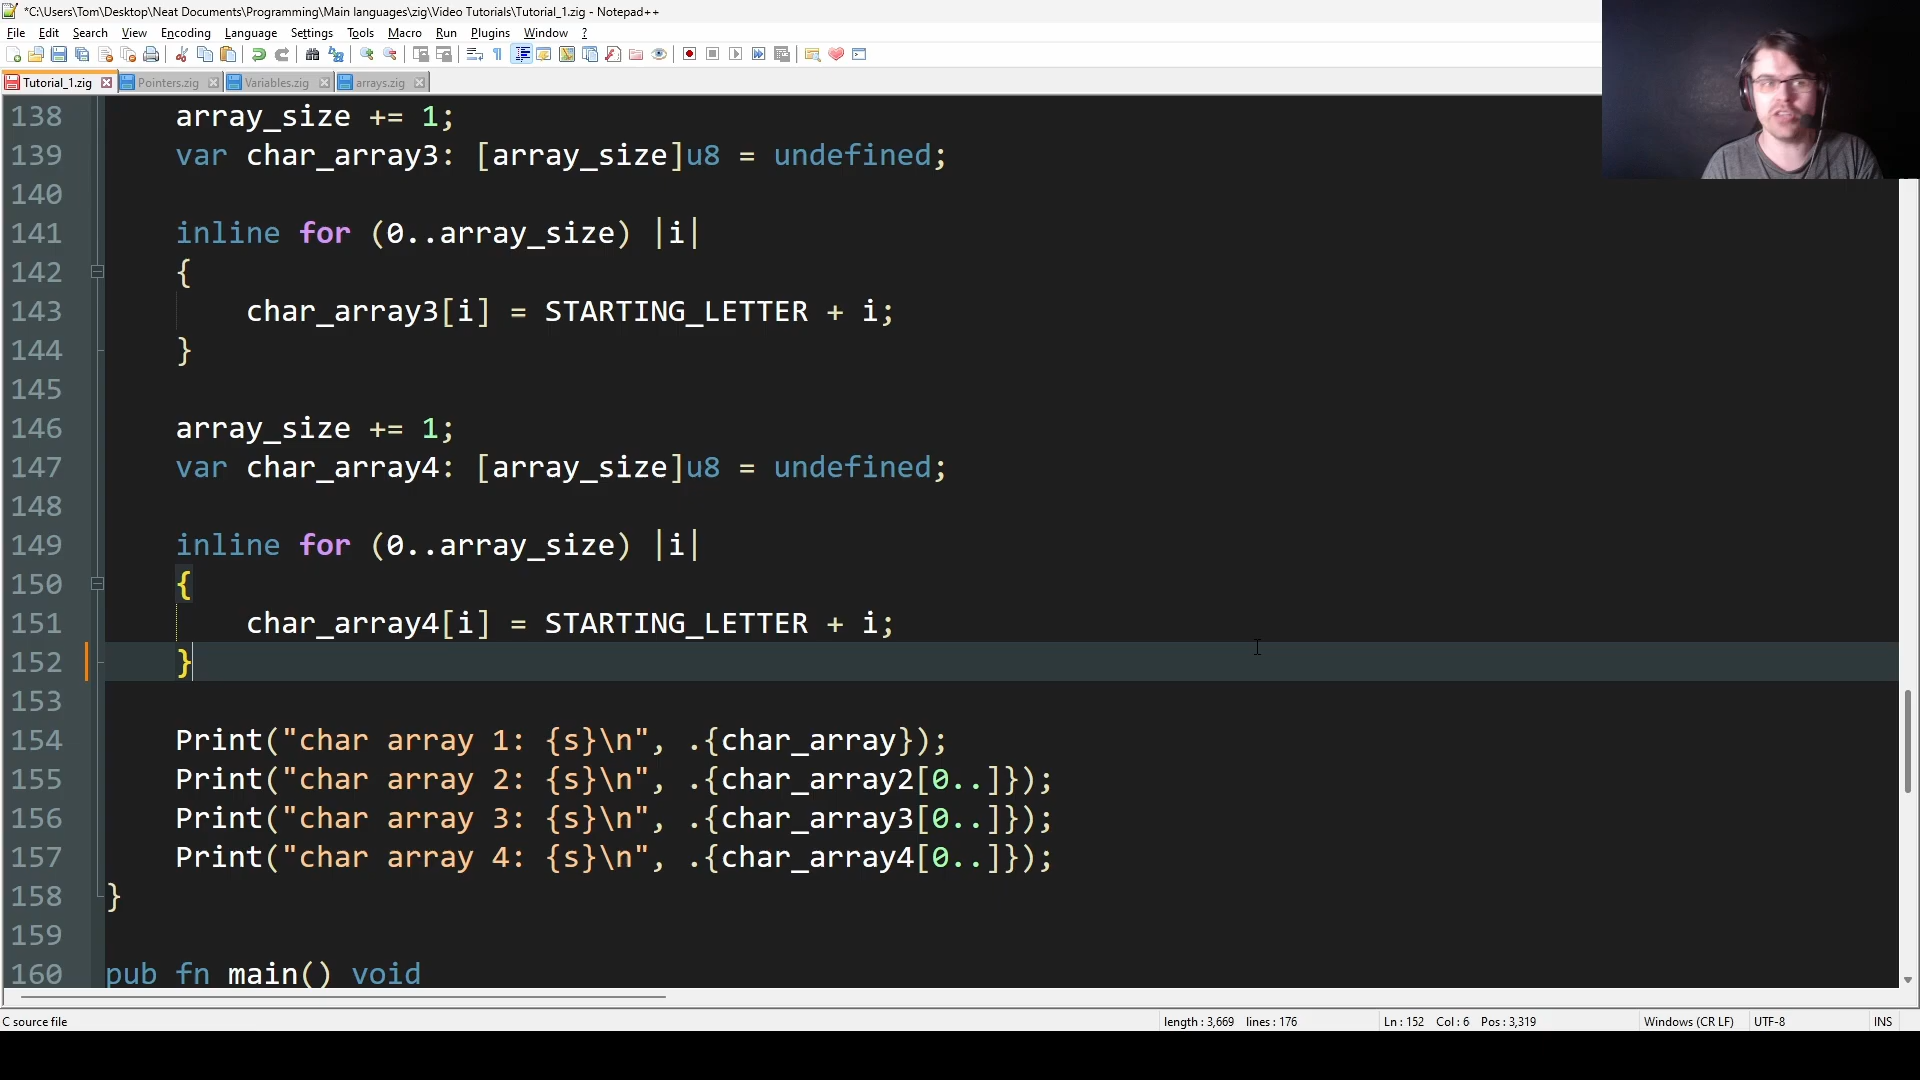 *C:\Users\Tom\Desktop\Neat Documents\Programming\Main languages\zig\Video Tutorials\Tutorial_1.zig - Notepad++
File Edit Search View Encoding Language Settings Tools Macro Run Plugins Window ?
Tutorial_1.zig Pointers.zig Variables.zig arrays.zig
138 array_size += 1;
139 var char_array3: [array_size]u8 = undefined;
140
141 inline for (0..array_size) |i|
142 {
143 char_array3[i] = STARTING_LETTER + i;
144 }
145
146 array_size += 1;
147 var char_array4: [array_size]u8 = undefined;
148
149 inline for (0..array_size) |i|
150 {
151 char_array4[i] = STARTING_LETTER + i;
152 }
153
154 Print("char array 1: {s}\n", .{char_array});
155 Print("char array 2: {s}\n", .{char_array2[0..]});
156 Print("char array 3: {s}\n", .{char_array3[0..]});
157 Print("char array 4: {s}\n", .{char_array4[0..]});
158 }
159
160 pub fn main() void
C source file length : 3,669 lines : 176 Ln : 152 Col : 6 Pos : 3,319 Windows (CR LF) UTF-8 INS